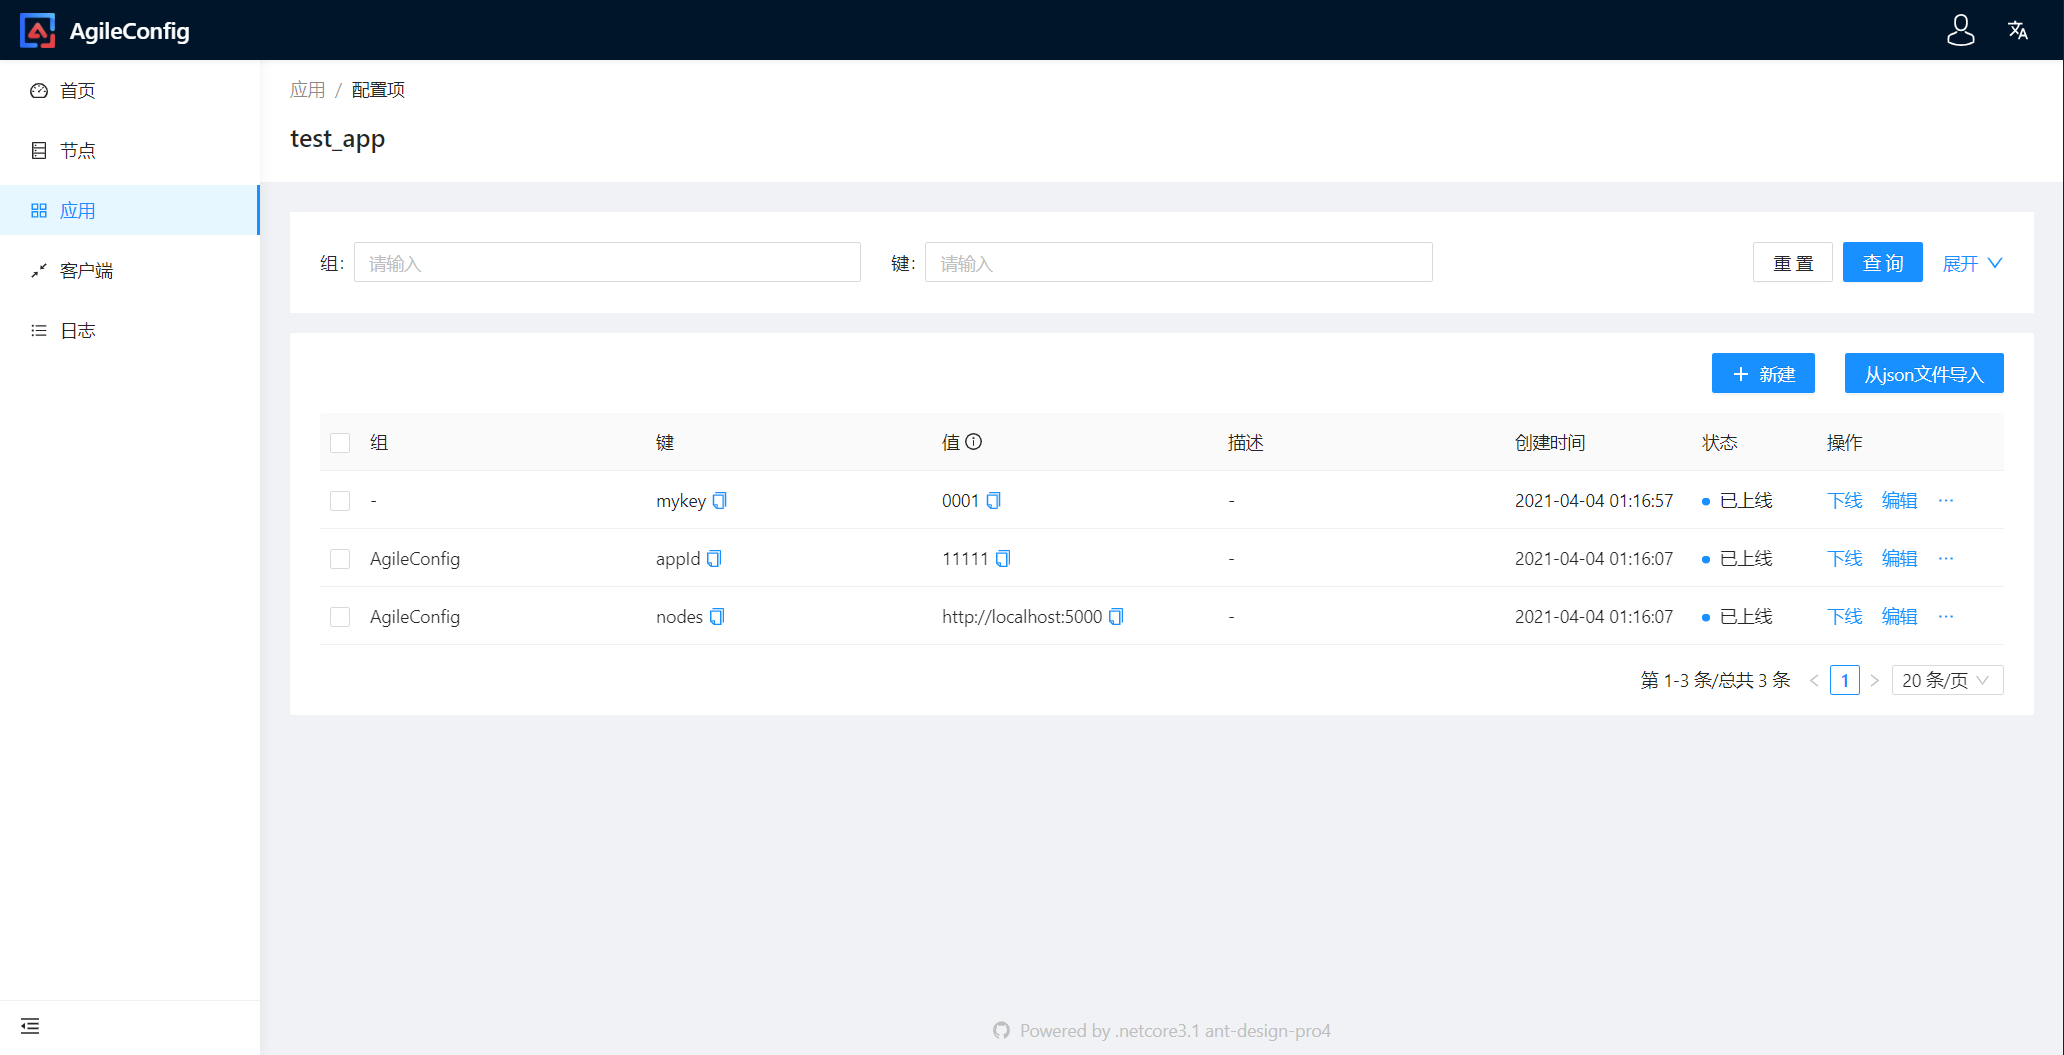 AgileConfig
首页
节点
应用
客户端
日志
应用 / 配置项
test_app
组: 请输入 键: 请输入 重 置 查 询 展开
新建 从json文件导入
组 键 值 描述 创建时间 状态 操作
- mykey 0001 - 2021-04-04 01:16:57 已上线 下线 编辑 ...
AgileConfig appId 11111 - 2021-04-04 01:16:07 已上线 下线 编辑 ...
AgileConfig nodes http://localhost:5000 - 2021-04-04 01:16:07 已上线 下线 编辑 ...
第 1-3 条/总共 3 条 < 1 > 20 条/页
Powered by .netcore3.1 ant-design-pro4